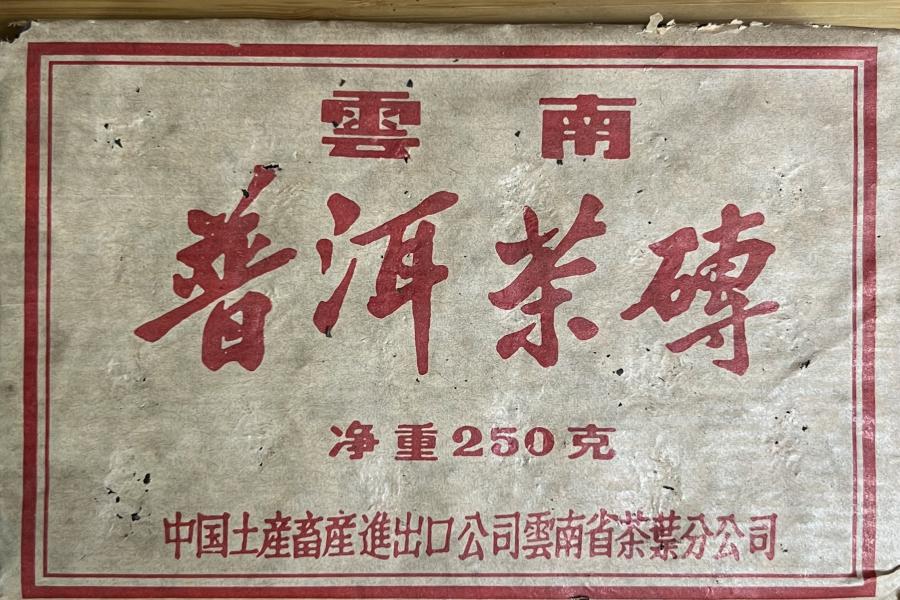 雲南
普洱茶磚
净重250克
中国土産畜産進出口公司雲南省茶葉分公司